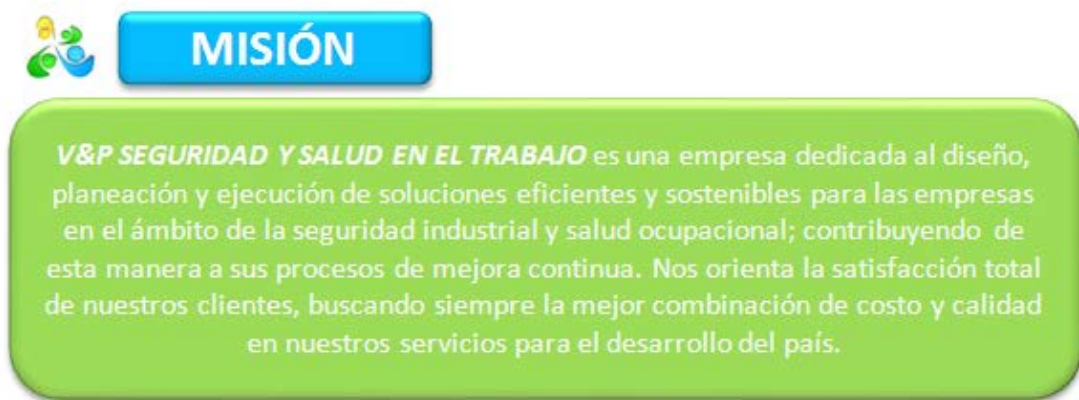 MISIÓN
V&P SEGURIDAD Y SALUD EN EL TRABAJO es una empresa dedicada al diseño,
planeación y ejecución de soluciones eficientes y sostenibles para las empresas
en el ámbito de la seguridad industrial y salud ocupacional; contribuyendo de
esta manera a sus procesos de mejora continua. Nos orienta la satisfacción total
de nuestros clientes, buscando siempre la mejor combinación de costo y calidad
en nuestros servicios para el desarrollo del país.